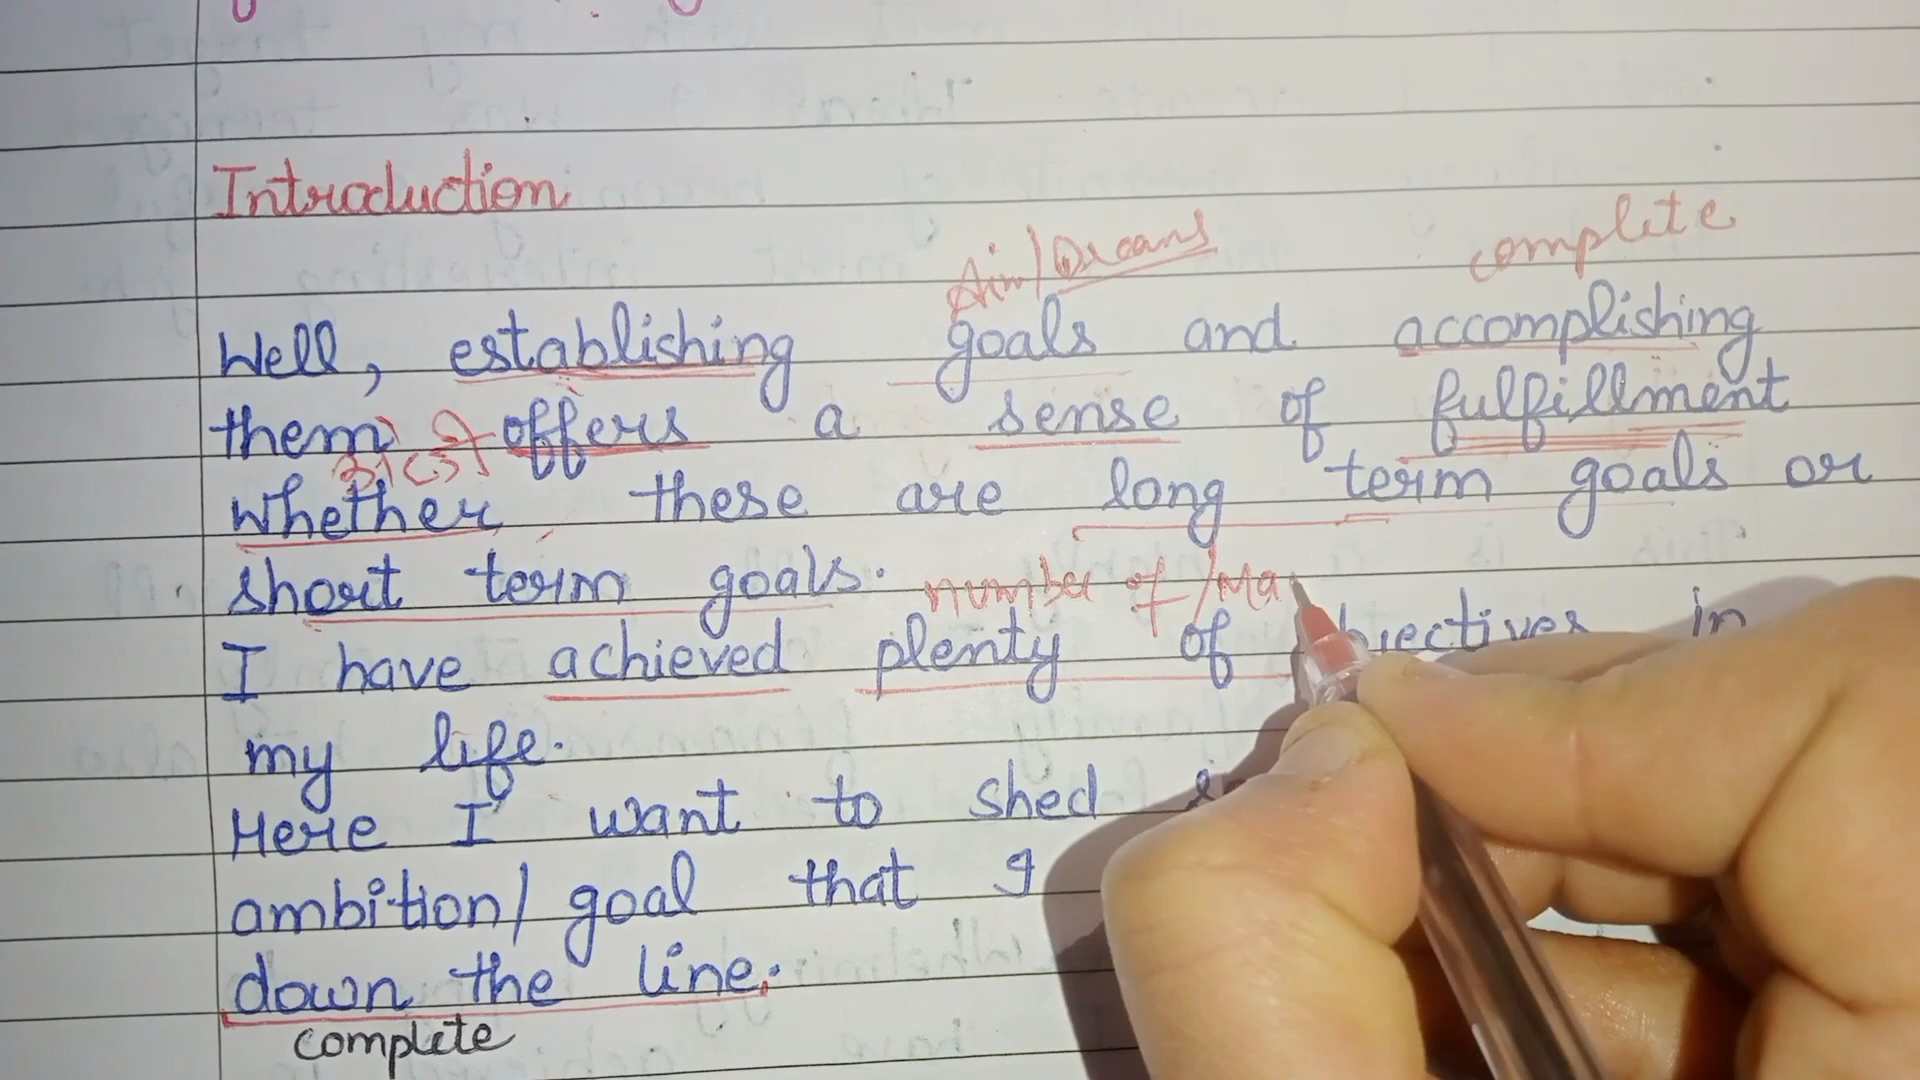 Introduction
Aim/Dreams complete
Well, establishing goals and accomplishing
them offers a sense of fulfillment
whether these are long term goals or
short term goals.
number of /Ma
I have achieved plenty of objectives in
my life.
Here I want to shed
ambition/ goal that I
down the line.
complete